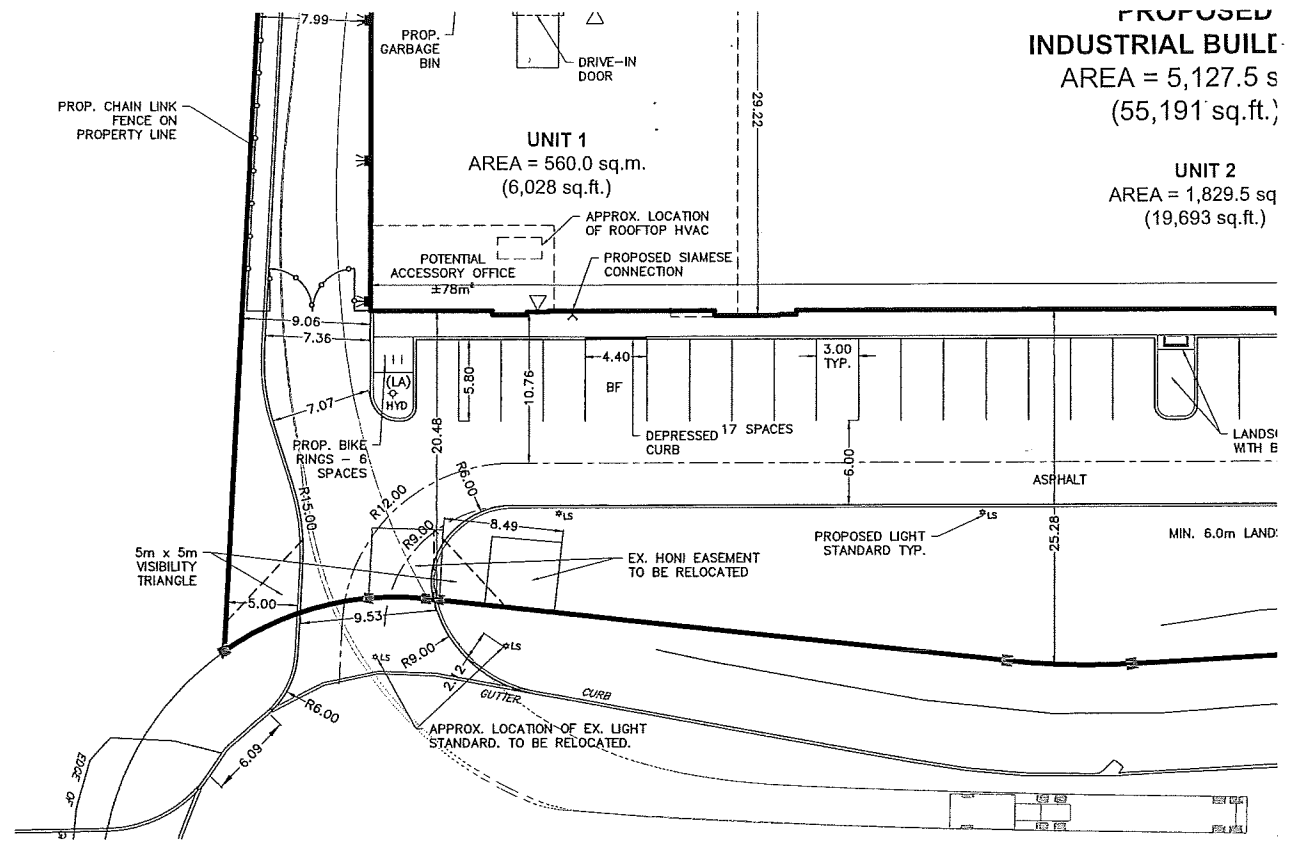 7.99
PROP.
GARBAGE
BIN
DRIVE-IN
DOOR
PROPOSED
INDUSTRIAL BUILD
AREA = 5,127.5 s
(55,191 sq.ft.)
PROP. CHAIN LINK
FENCE ON
PROPERTY LINE
29.22
UNIT 1
AREA = 560.0 sq.m.
(6,028 sq.ft.)
UNIT 2
AREA = 1,829.5 sq
(19,693 sq.ft.)
APPROX. LOCATION
OF ROOFTOP HVAC
POTENTIAL
ACCESSORY OFFICE
±78m²
PROPOSED SIAMESE
CONNECTION
9.06
7.36
7.07
(LA)
HYD
5.80
10.76
4.40
BF
3.00
TYP.
20.48
DEPRESSED
CURB
17 SPACES
6.00
PROP. BIKE
RINGS – 6
SPACES
LANDS
WITH B
ASPHALT
R15.00
R12.00
R6.00
R9.00
8.49
LS
PROPOSED LIGHT
STANDARD TYP.
LS
25.28
MIN. 6.0m LANDS
5m x 5m
VISIBILITY
TRIANGLE
EX. HONI EASEMENT
TO BE RELOCATED
5.00
9.53
R9.00
2.12
LS
LS
GUTTER
CURB
R6.00
APPROX. LOCATION OF EX. LIGHT
STANDARD. TO BE RELOCATED.
6.09
EDGE OF